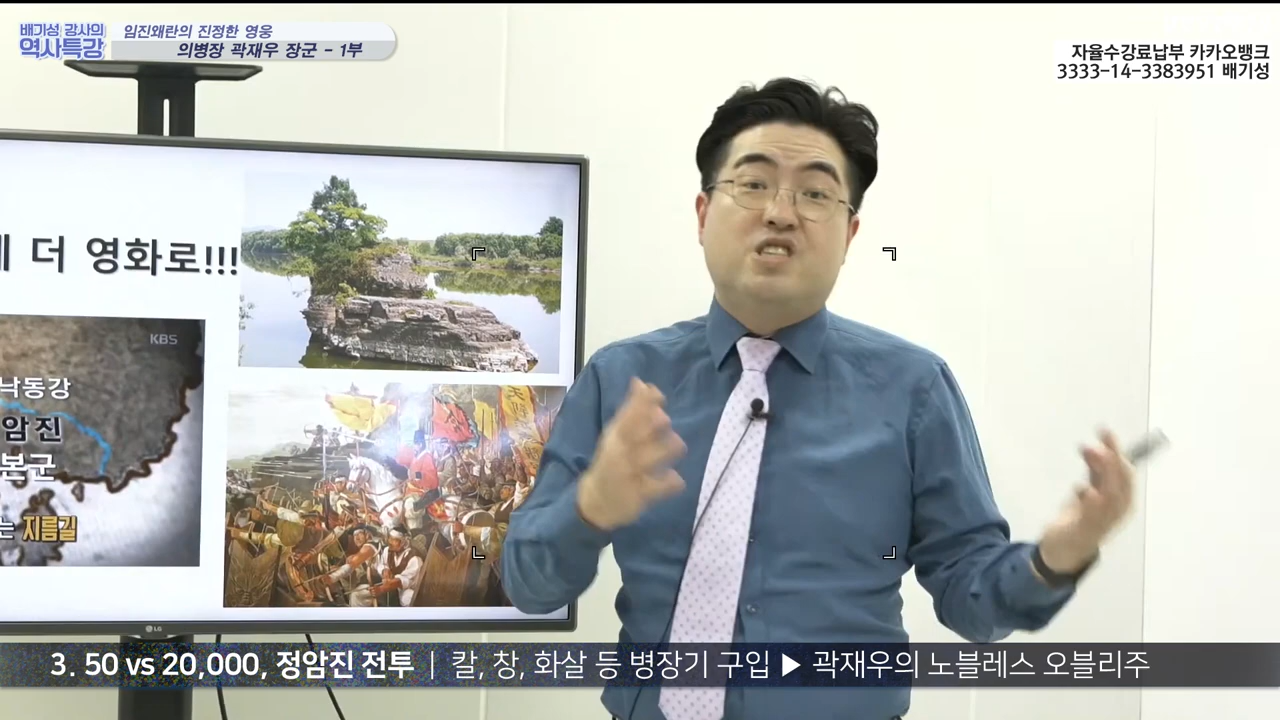 배기성 강사의
역사특강
임진왜란의 진정한 영웅
의병장 곽재우 장군 - 1부
자율수강료납부 카카오뱅크
3333-14-3383951 배기성
더 영화로!!!
KBS
낙동강
암진
본군
는 지름길
LG
3. 50 vs 20,000, 정암진 전투 | 칼, 창, 화살 등 병장기 구입 ▶ 곽재우의 노블레스 오블리주